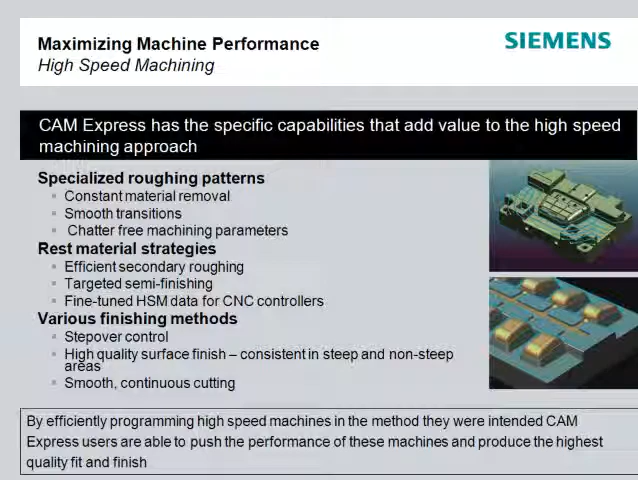 Maximizing Machine Performance
High Speed Machining
SIEMENS
CAM Express has the specific capabilities that add value to the high speed
machining approach
Specialized roughing patterns
Constant material removal
Smooth transitions
Chatter free machining parameters
Rest material strategies
Efficient secondary roughing
Targeted semi-finishing
Fine-tuned HSM data for CNC controllers
Various finishing methods
Stepover control
High quality surface finish – consistent in steep and non-steep
areas
Smooth, continuous cutting
By efficiently programming high speed machines in the method they were intended CAM
Express users are able to push the performance of these machines and produce the highest
quality fit and finish